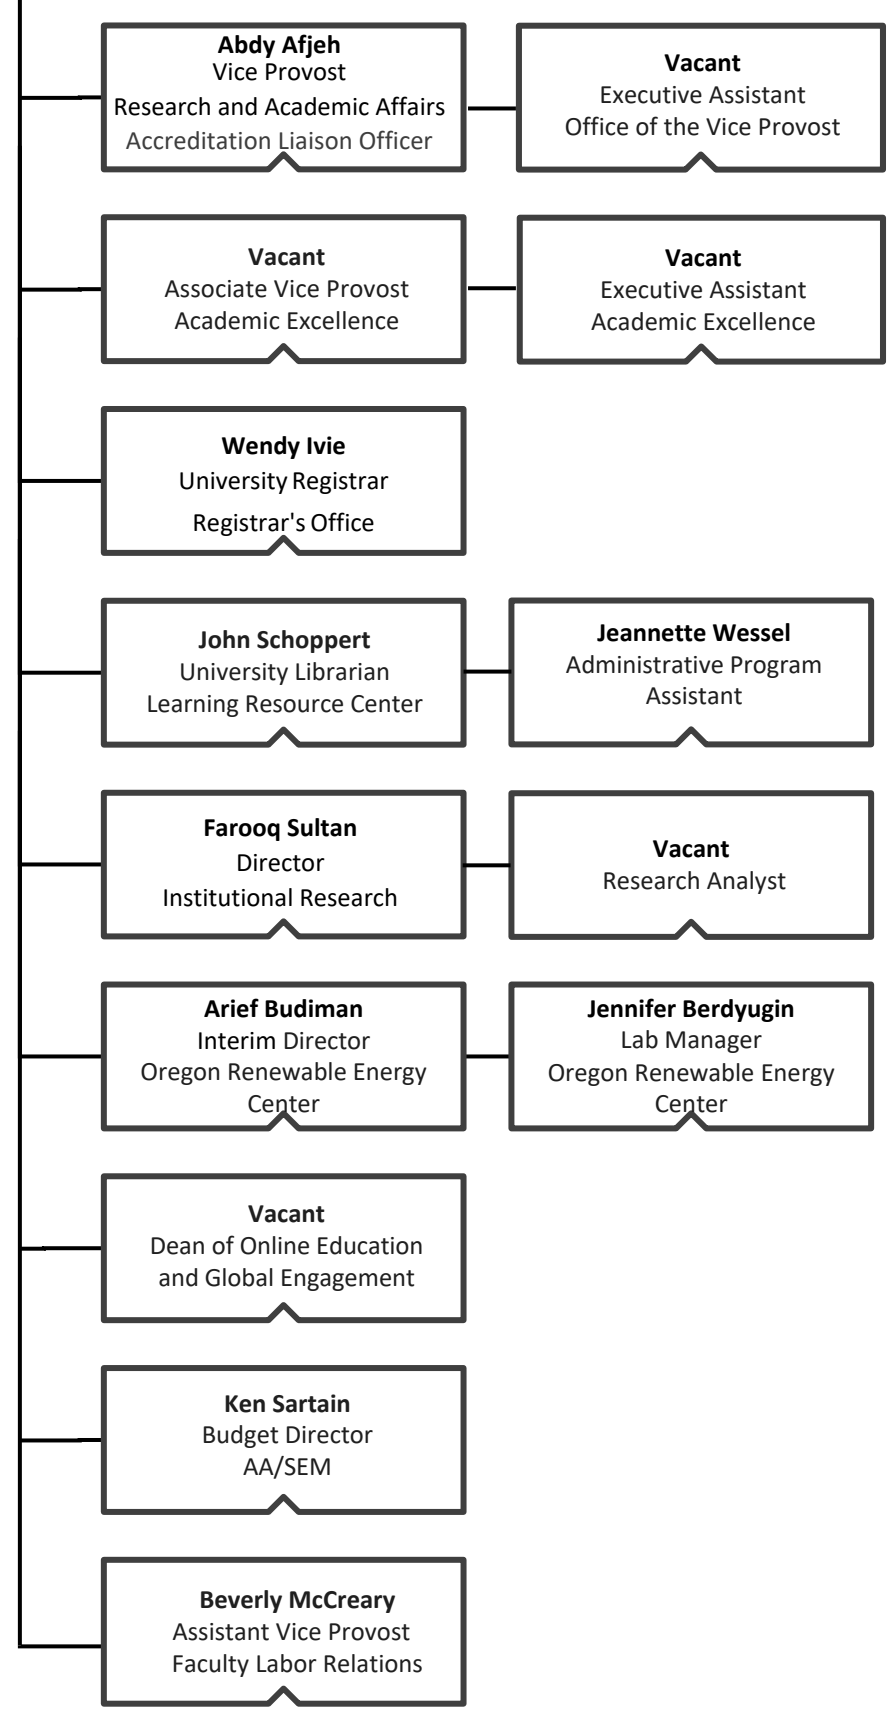 Abdy Afjeh
Vice Provost
Research and Academic Affairs
Accreditation Liaison Officer
Vacant
Executive Assistant
Office of the Vice Provost
Vacant
Associate Vice Provost
Academic Excellence
Vacant
Executive Assistant
Academic Excellence
Wendy Ivie
University Registrar
Registrar's Office
John Schoppert
University Librarian
Learning Resource Center
Jeannette Wessel
Administrative Program
Assistant
Farooq Sultan
Director
Institutional Research
Vacant
Research Analyst
Arief Budiman
Interim Director
Oregon Renewable Energy
Center
Jennifer Berdyugin
Lab Manager
Oregon Renewable Energy
Center
Vacant
Dean of Online Education
and Global Engagement
Ken Sartain
Budget Director
AA/SEM
Beverly McCreary
Assistant Vice Provost
Faculty Labor Relations